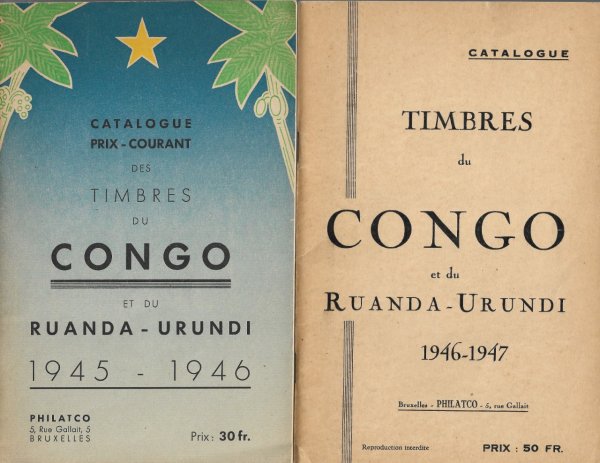 CATALOGUE
PRIX - COURANT
DES
TIMBRES
DU
CONGO
ET DU
RUANDA - URUNDI
1945 - 1946
PHILATCO
5, Rue Gallait, 5
BRUXELLES
Prix : 30 fr.
CATALOGUE
TIMBRES
du
CONGO
et du
RUANDA - URUNDI
1946-1947
Bruxelles - PHILATCO - 5, rue Gallait
Reproduction interdite
PRIX : 50 FR.